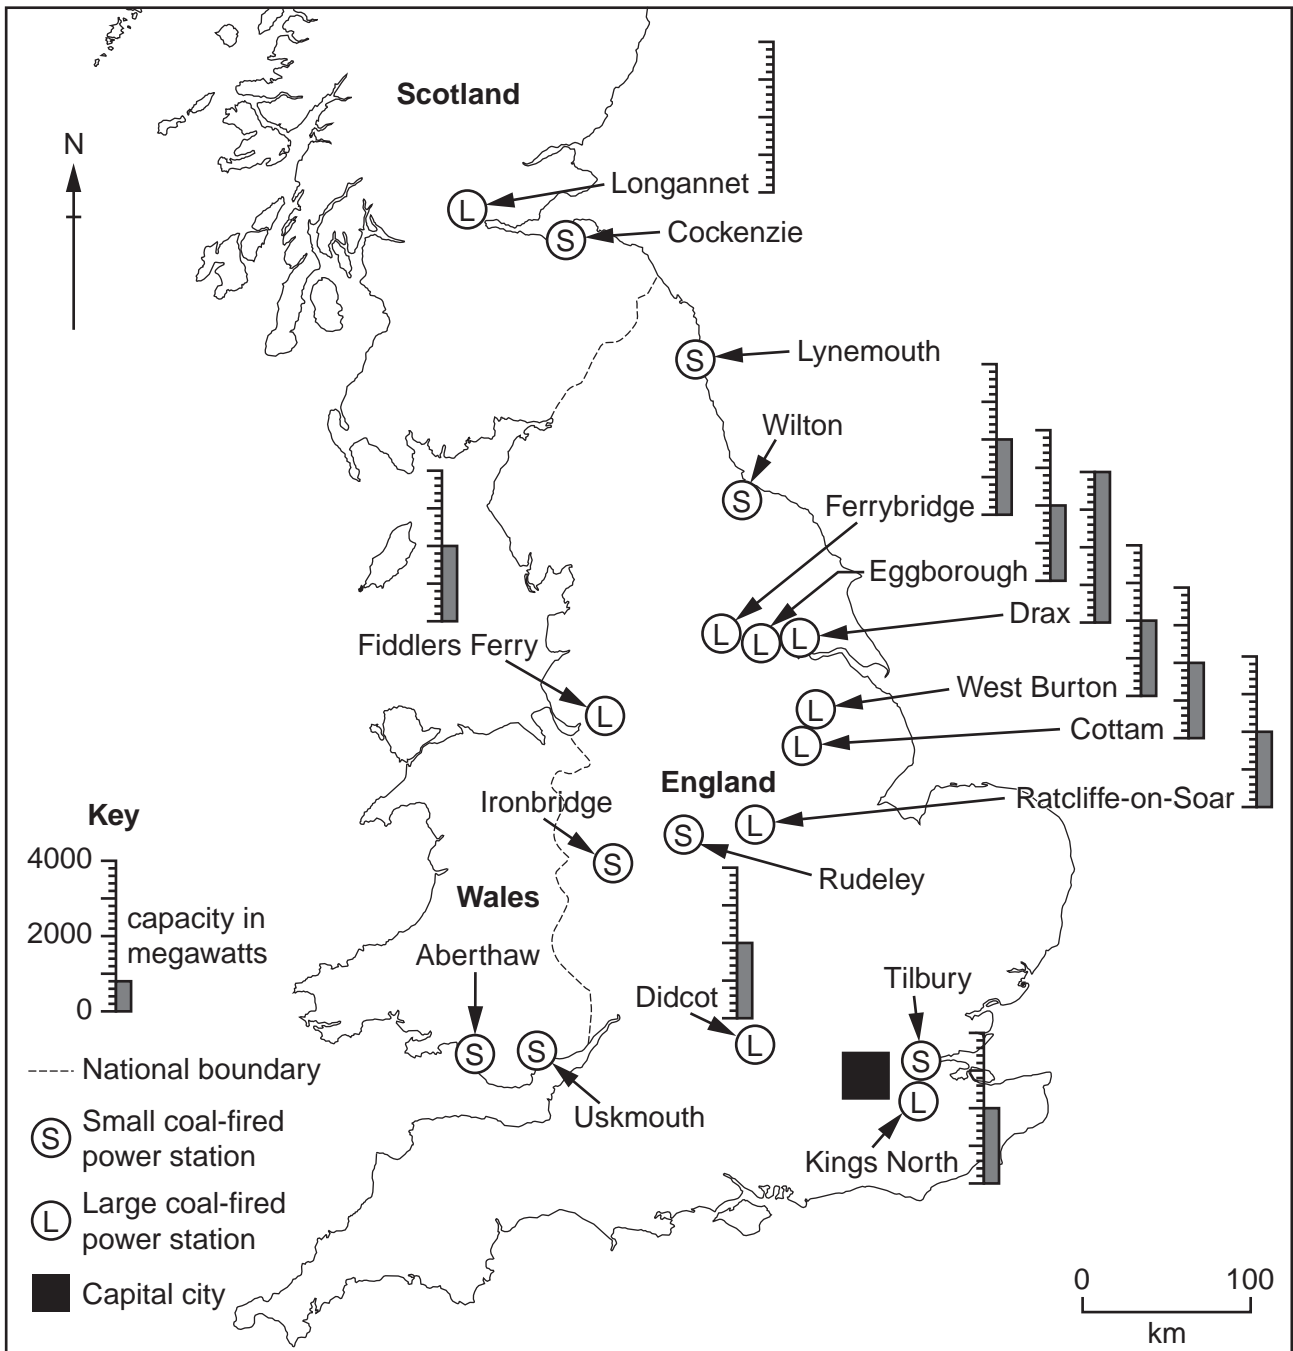 Scotland
N
Longannet
L
Cockenzie
S
Lynemouth
S
Wilton
S
Ferrybridge
Eggborough
Drax
L
L
L
Fiddlers Ferry
L
West Burton
L
Cottam
L
England
Ratcliffe-on-Soar
L
Ironbridge
S
S
Rudeley
Key
4000
2000
0
capacity in
megawatts
Wales
Aberthaw
S
S
Uskmouth
Didcot
L
Tilbury
S
L
Kings North
National boundary
S
Small coal-fired
power station
L
Large coal-fired
power station
Capital city
0 100
km